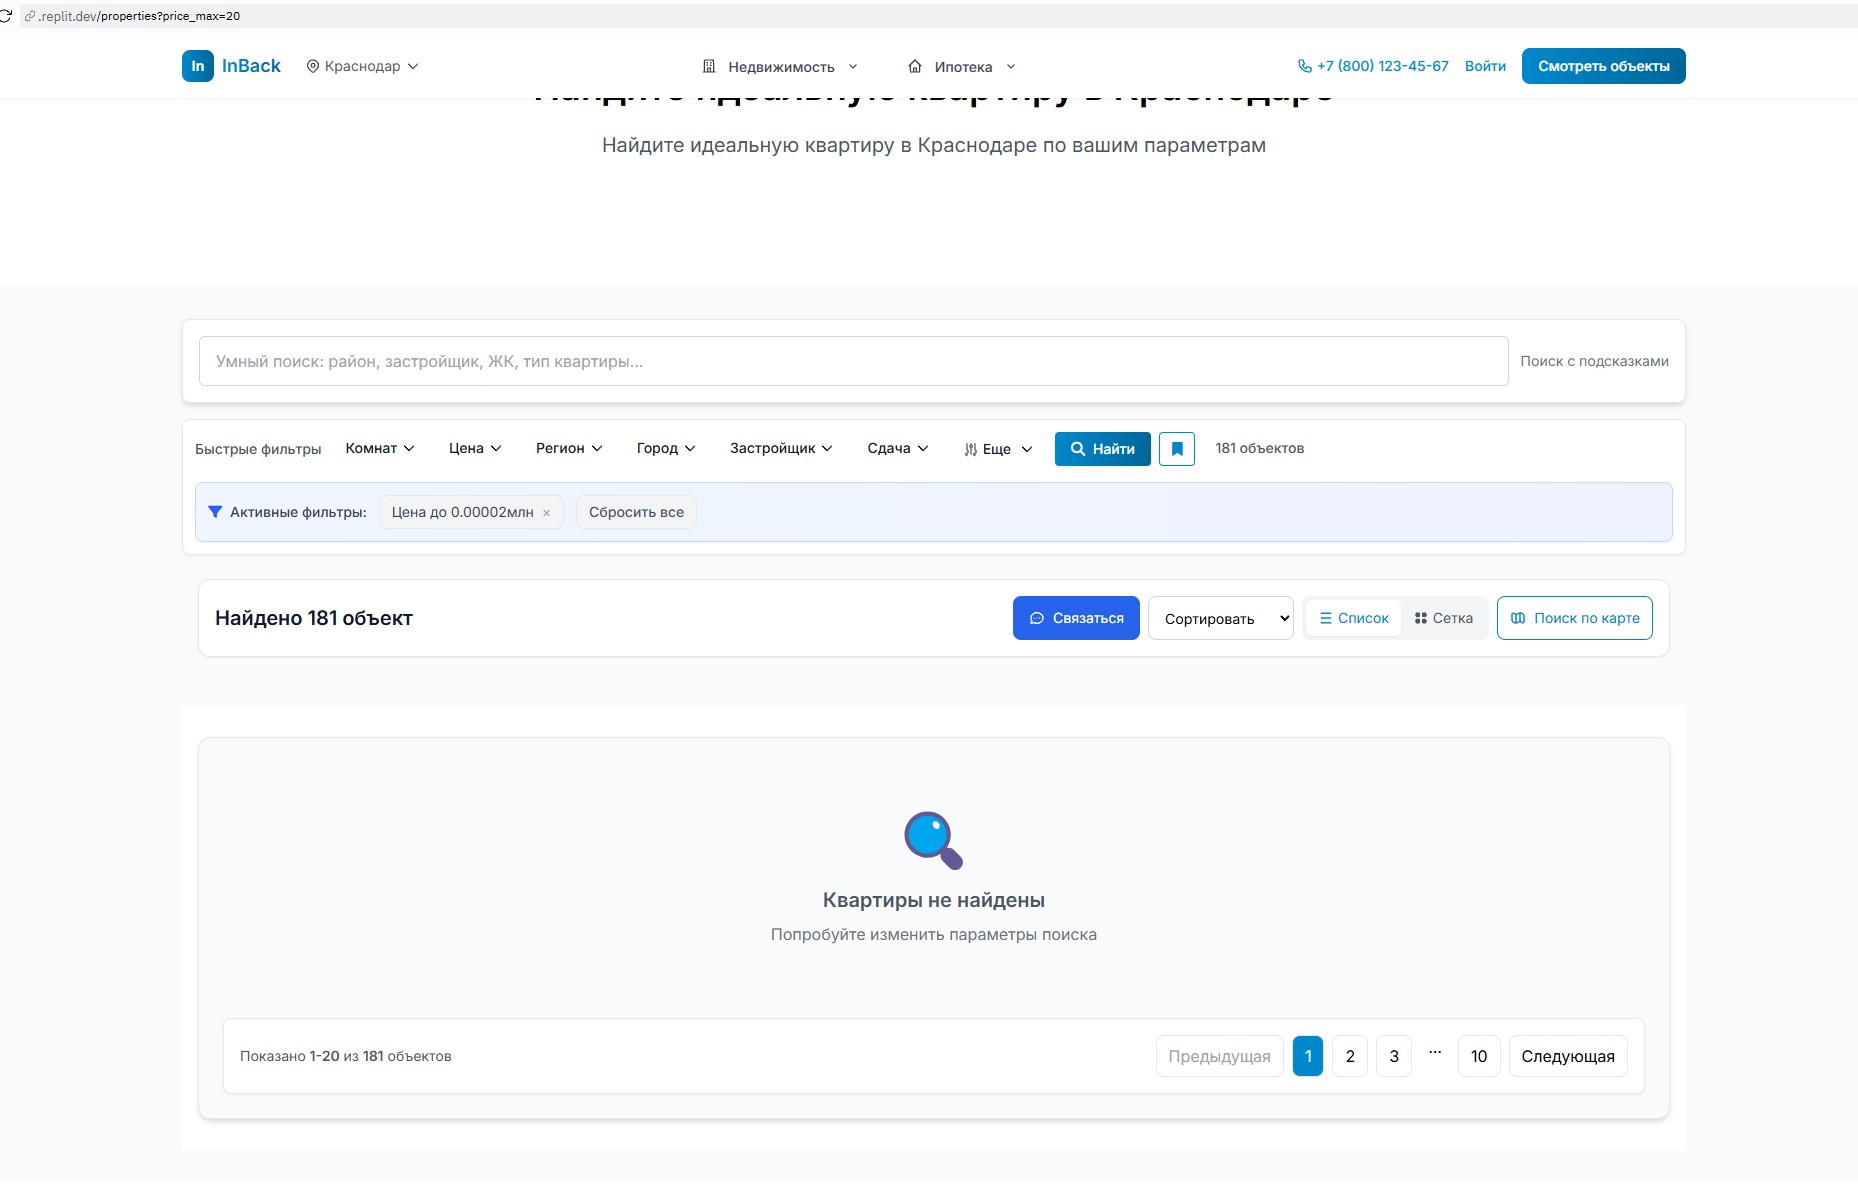 .replit.dev/properties?price_max=20
In InBack Краснодар Недвижимость Ипотека +7 (800) 123-45-67 Войти Смотреть объекты
Найдите идеальную квартиру в Краснодаре
Найдите идеальную квартиру в Краснодаре по вашим параметрам
Умный поиск: район, застройщик, ЖК, тип квартиры... Поиск с подсказками
Быстрые фильтры Комнат Цена Регион Город Застройщик Сдача Еще Найти 181 объектов
Активные фильтры: Цена до 0.00002млн × Сбросить все
Найдено 181 объект Связаться Сортировать Список Сетка Поиск по карте
Квартиры не найдены
Попробуйте изменить параметры поиска
Показано 1-20 из 181 объектов Предыдущая 1 2 3 ... 10 Следующая